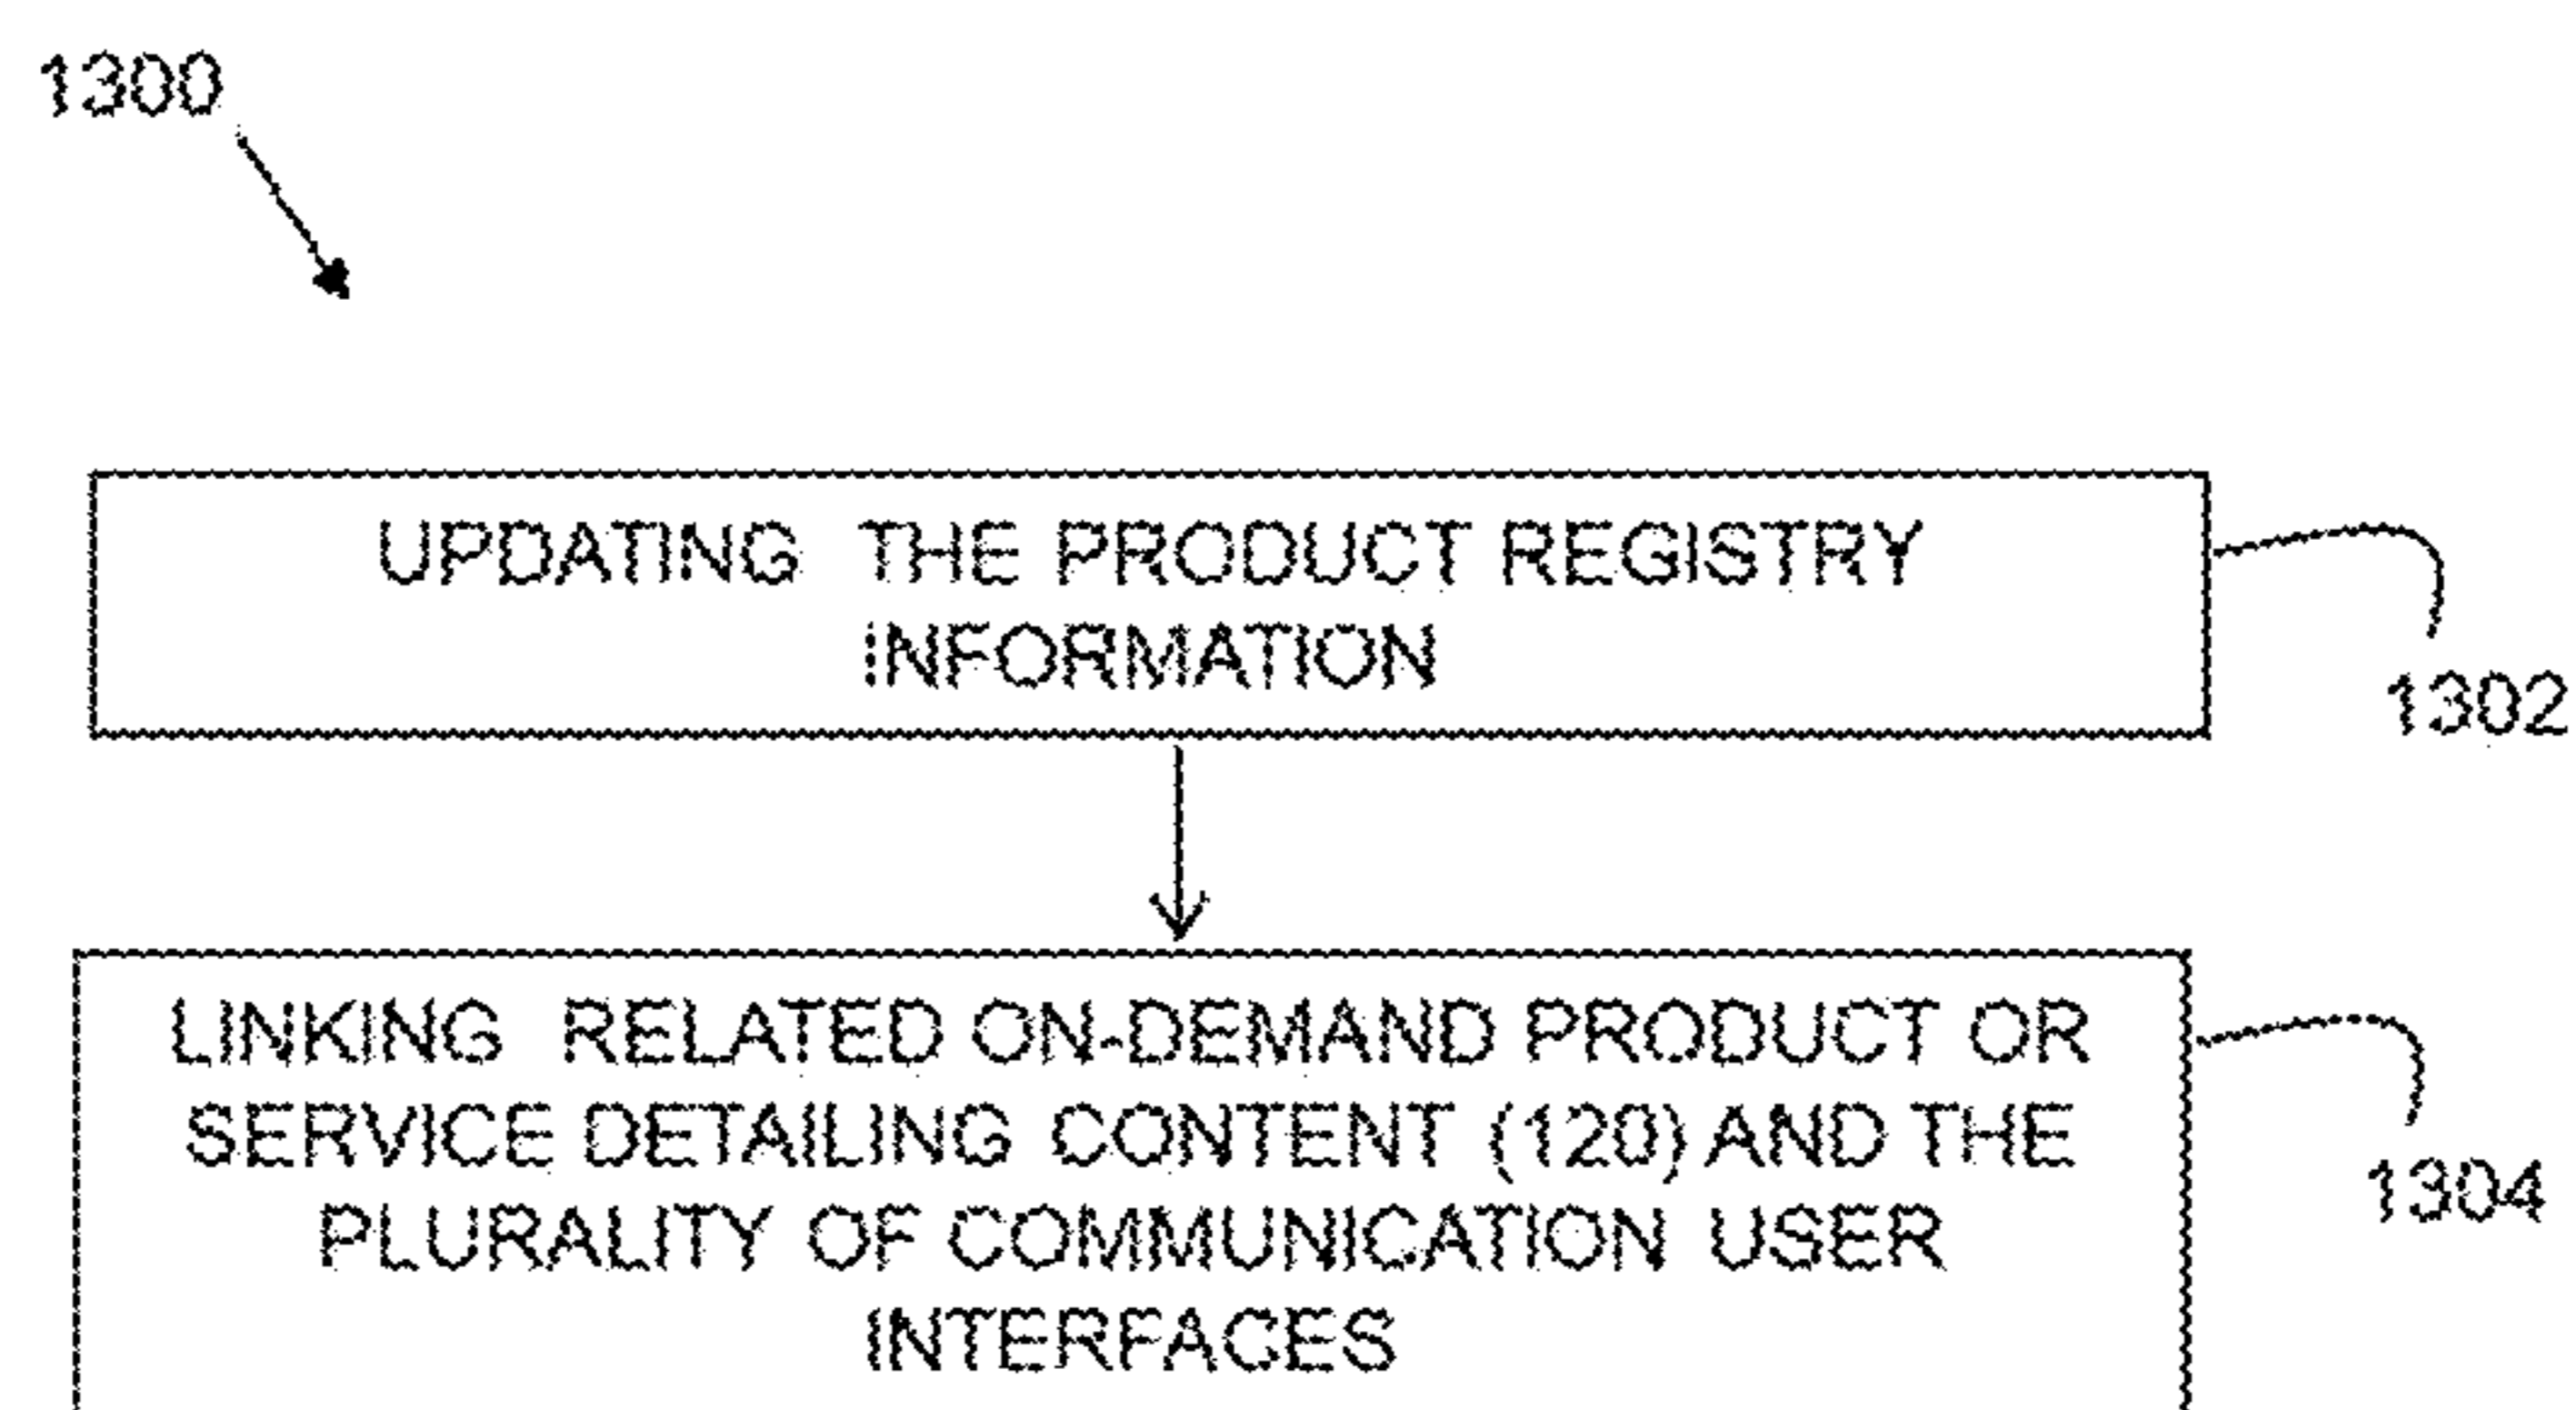 1300
UPDATING THE PRODUCT REGISTRY
INFORMATION
1302
LINKING RELATED ON-DEMAND PRODUCT OR
SERVICE DETAILING CONTENT (120) AND THE
PLURALITY OF COMMUNICATION USER
INTERFACES
1304